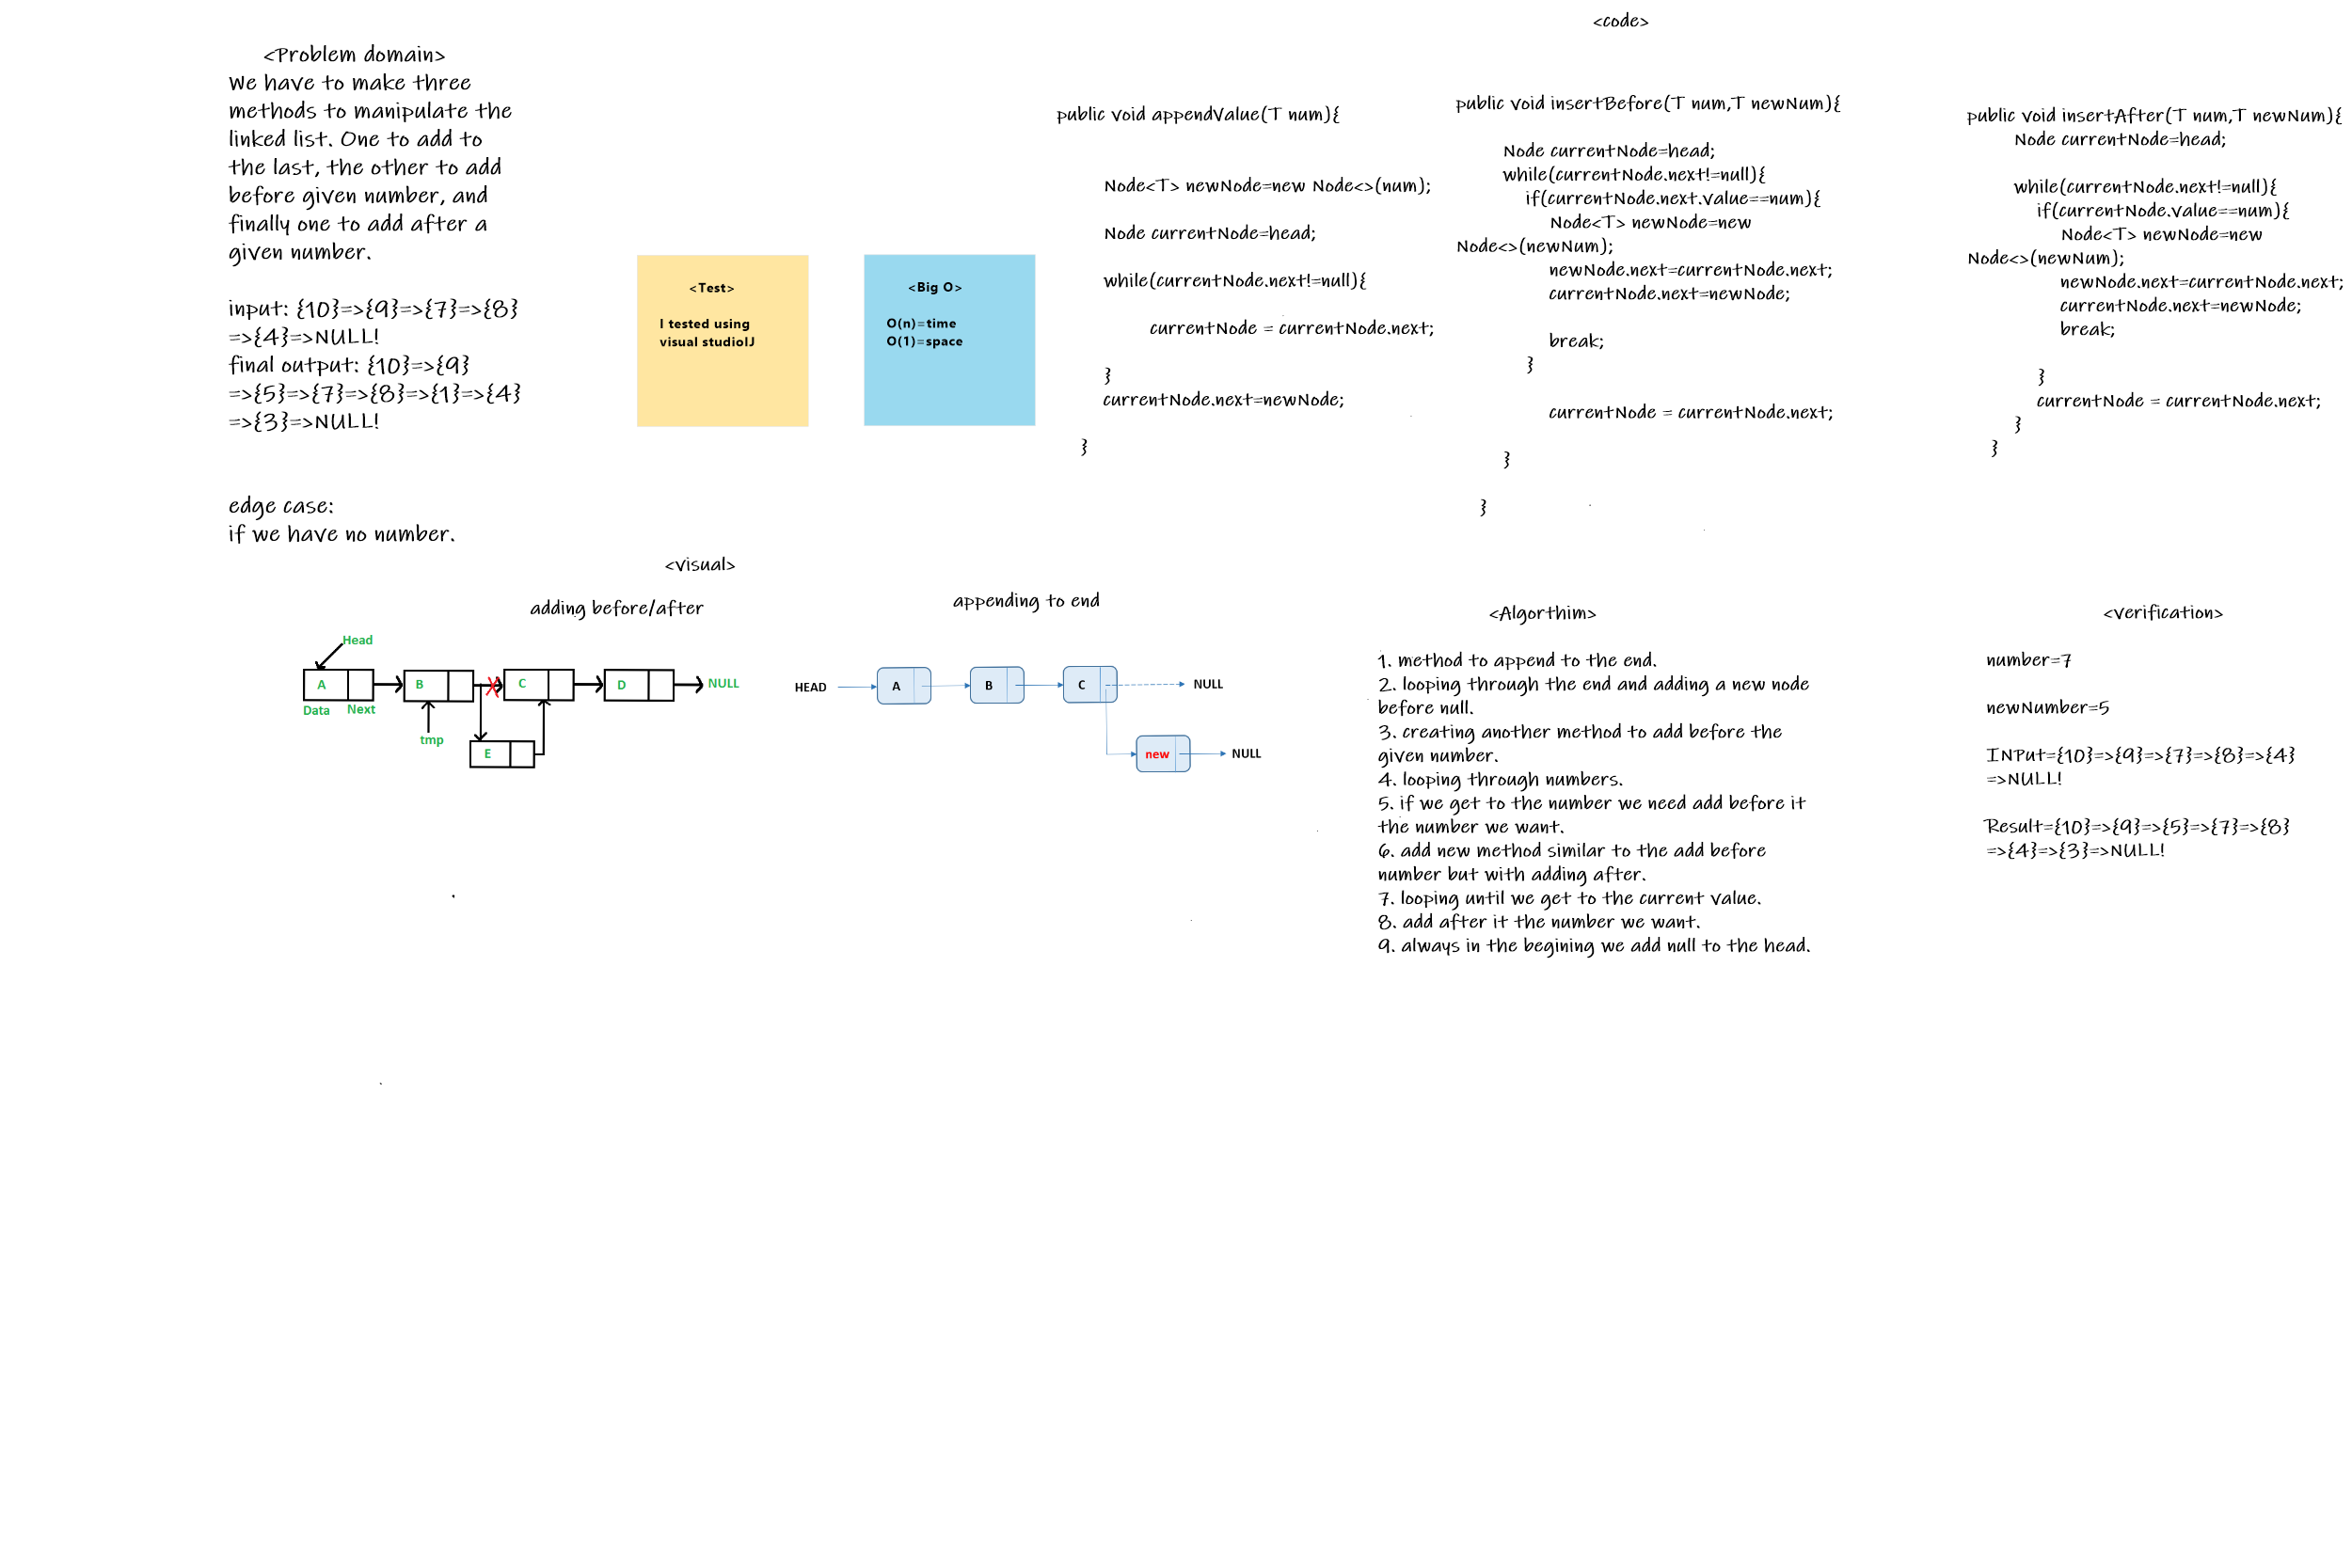 <Problem domain>
We have to make three
methods to manipulate the
linked list. One to add to
the last, the other to add
before given number, and
finally one to add after a
given number.
input: {10}=>{9}=>{7}=>{8}
=>{4}=>NULL!
final output: {10}=>{9}
=>{5}=>{7}=>{8}=>{1}=>{4}
=>{3}=>NULL!
edge case:
if we have no number.
<Test>
I tested using
visual studioIJ
<Big O>
O(n)=time
O(1)=space
<code>
public void appendValue(T num){
Node<T> newNode=new Node<>(num);
Node currentNode=head;
while(currentNode.next!=null){
currentNode = currentNode.next;
}
currentNode.next=newNode;
}
public void insertBefore(T num,T newNum){
Node currentNode=head;
while(currentNode.next!=null){
if(currentNode.next.value==num){
Node<T> newNode=new
Node<>(newNum);
newNode.next=currentNode.next;
currentNode.next=newNode;
break;
}
currentNode = currentNode.next;
}
}
public void insertAfter(T num,T newNum){
Node currentNode=head;
while(currentNode.next!=null){
if(currentNode.value==num){
Node<T> newNode=new
Node<>(newNum);
newNode.next=currentNode.next;
currentNode.next=newNode;
break;
}
currentNode = currentNode.next;
}
}
<visual>
adding before/after
Head
A
B
C
D
NULL
Data
Next
tmp
E
appending to end
HEAD
A
B
C
NULL
new
NULL
<Algorthim>
1. method to append to the end.
2. looping through the end and adding a new node
before null.
3. creating another method to add before the
given number.
4. looping through numbers.
5. if we get to the number we need add before it
the number we want.
6. add new method similar to the add before
number but with adding after.
7. looping until we get to the current value.
8. add after it the number we want.
9. always in the begining we add null to the head.
<verification>
number=7
newNumber=5
INPut={10}=>{9}=>{7}=>{8}=>{4}
=>NULL!
Result={10}=>{9}=>{5}=>{7}=>{8}
=>{4}=>{3}=>NULL!